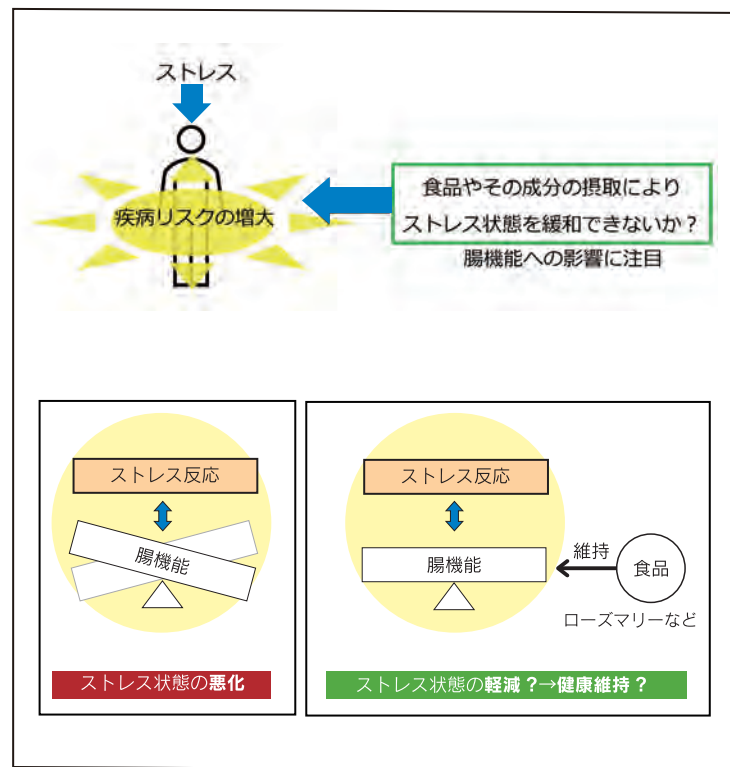 ストレス
疾病リスクの増大
食品やその成分の摂取により
ストレス状態を緩和できないか？
腸機能への影響に注目
ストレス反応
腸機能
ストレス状態の悪化
ストレス反応
腸機能
維持
食品
ローズマリーなど
ストレス状態の軽減？→健康維持？